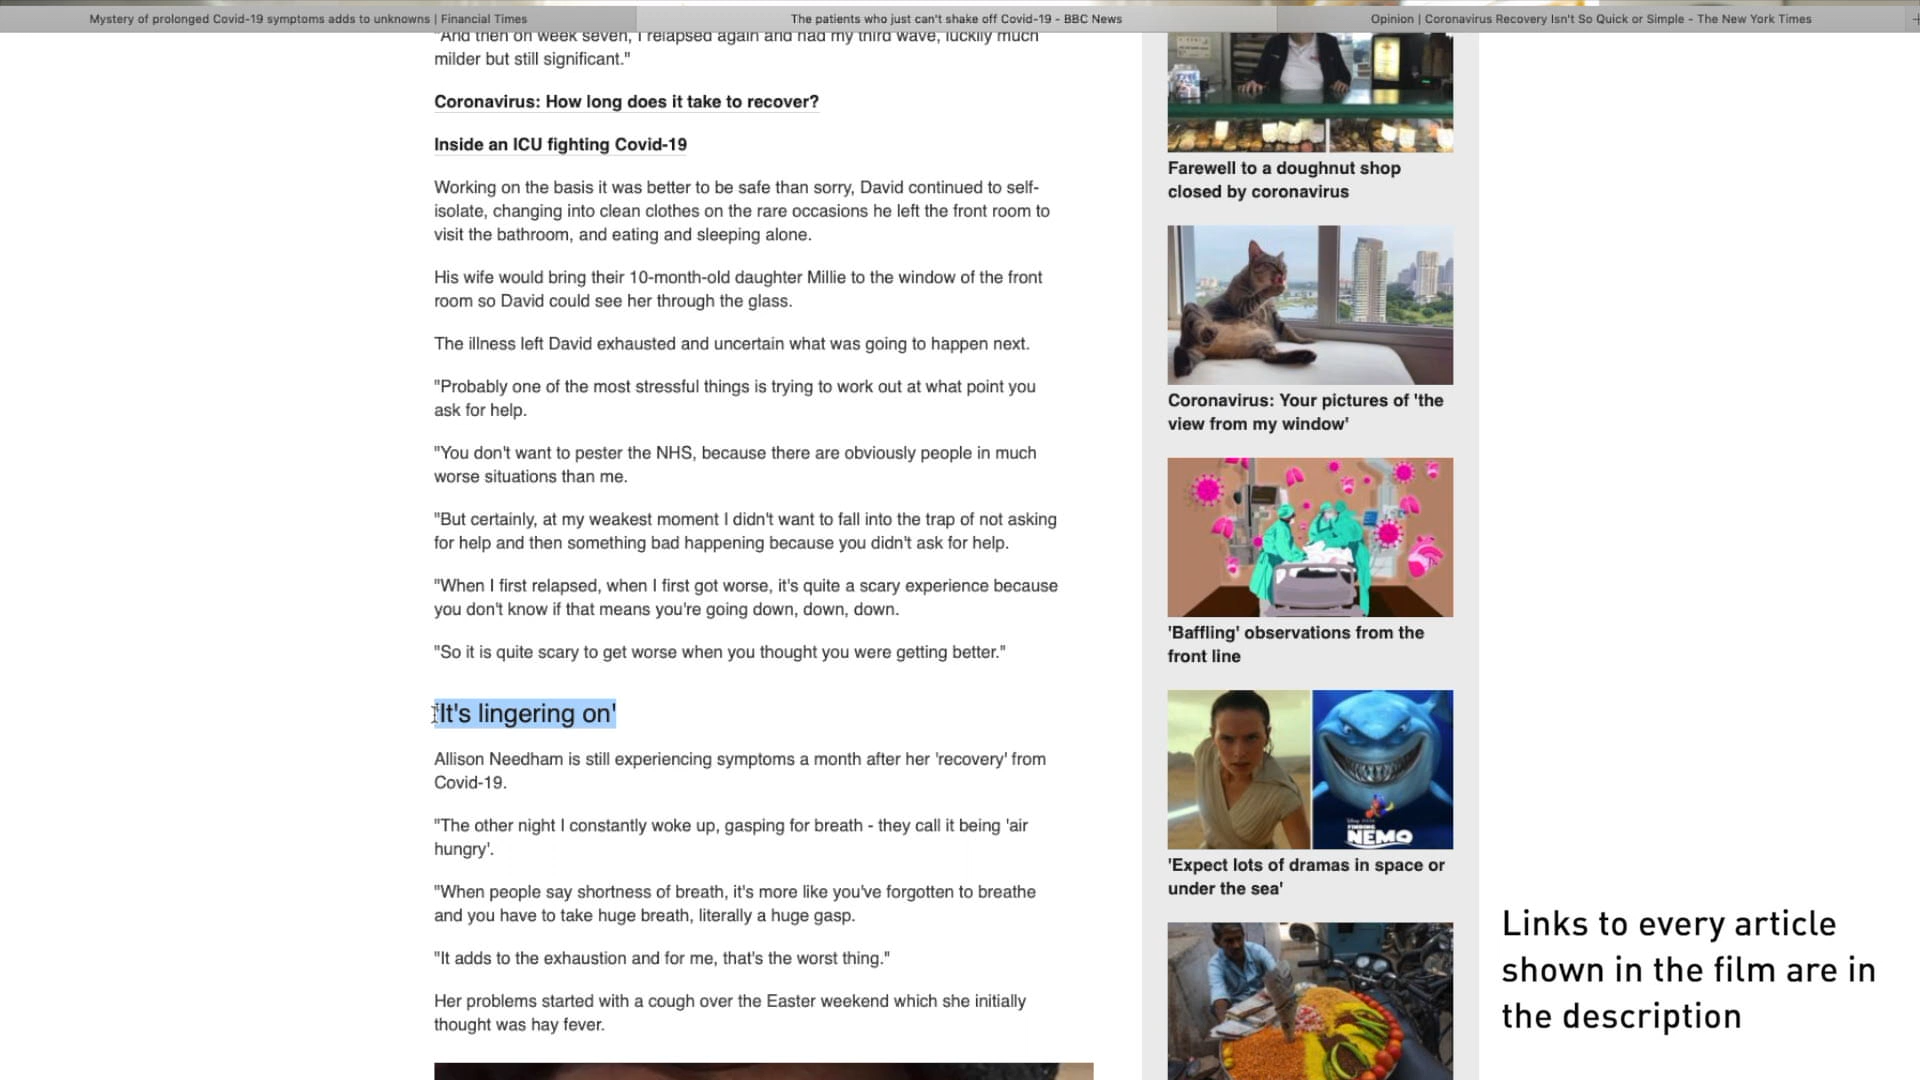 Mystery of prolonged Covid-19 symptoms adds to unknowns | Financial Times
The patients who just can't shake off Covid-19 - BBC News
Opinion | Coronavirus Recovery Isn't So Quick or Simple - The New York Times
"And then on week seven, I relapsed again and had my third wave, luckily much
milder but still significant."
Coronavirus: How long does it take to recover?
Inside an ICU fighting Covid-19
Working on the basis it was better to be safe than sorry, David continued to self-
isolate, changing into clean clothes on the rare occasions he left the front room to
visit the bathroom, and eating and sleeping alone.
His wife would bring their 10-month-old daughter Millie to the window of the front
room so David could see her through the glass.
The illness left David exhausted and uncertain what was going to happen next.
"Probably one of the most stressful things is trying to work out at what point you
ask for help.
"You don't want to pester the NHS, because there are obviously people in much
worse situations than me.
"But certainly, at my weakest moment I didn't want to fall into the trap of not asking
for help and then something bad happening because you didn't ask for help.
"When I first relapsed, when I first got worse, it's quite a scary experience because
you don't know if that means you're going down, down, down.
"So it is quite scary to get worse when you thought you were getting better."
'It's lingering on'
Allison Needham is still experiencing symptoms a month after her 'recovery' from
Covid-19.
"The other night I constantly woke up, gasping for breath - they call it being 'air
hungry'.
"When people say shortness of breath, it's more like you've forgotten to breathe
and you have to take huge breath, literally a huge gasp.
"It adds to the exhaustion and for me, that's the worst thing."
Her problems started with a cough over the Easter weekend which she initially
thought was hay fever.
Farewell to a doughnut shop
closed by coronavirus
Coronavirus: Your pictures of 'the
view from my window'
'Baffling' observations from the
front line
FINDING
NEMO
'Expect lots of dramas in space or
under the sea'
Links to every article
shown in the film are in
the description